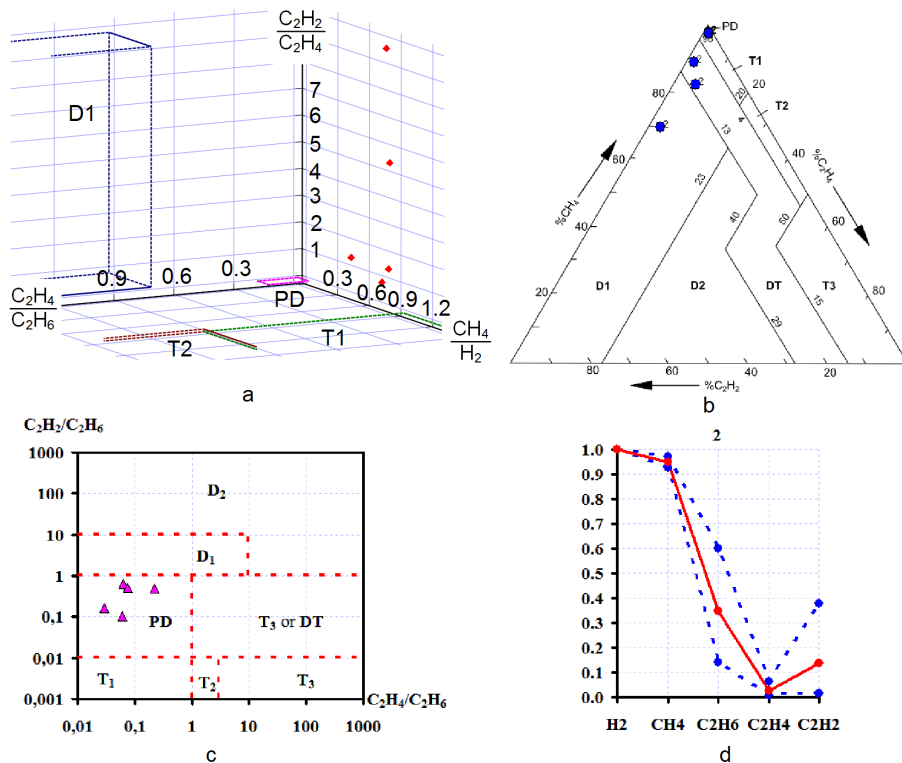 C2H2
C2H4
7
6
5
4
3
2
1
D1
0.9 0.6 0.3
0.3 0.6 0.9 1.2
PD
T1
T2
C2H4
C2H6
CH4
H2
a
PD
T1
20
T2
40
60
T3
80
80
60
40
20
%CH4
%C2H4
%C2H2
20
4
13
23
40
50
15
29
D1
D2
DT
80 60 40 20
b
C2H2/C2H6
1000
100
10
1
0,1
0,01
0,001
D2
D1
PD
T3 or DT
T1
T2
T3
0,01 0,1 1 10 100 1000
C2H4/C2H6
c
2
1.0
0.9
0.8
0.7
0.6
0.5
0.4
0.3
0.2
0.1
0.0
H2 CH4 C2H6 C2H4 C2H2
d